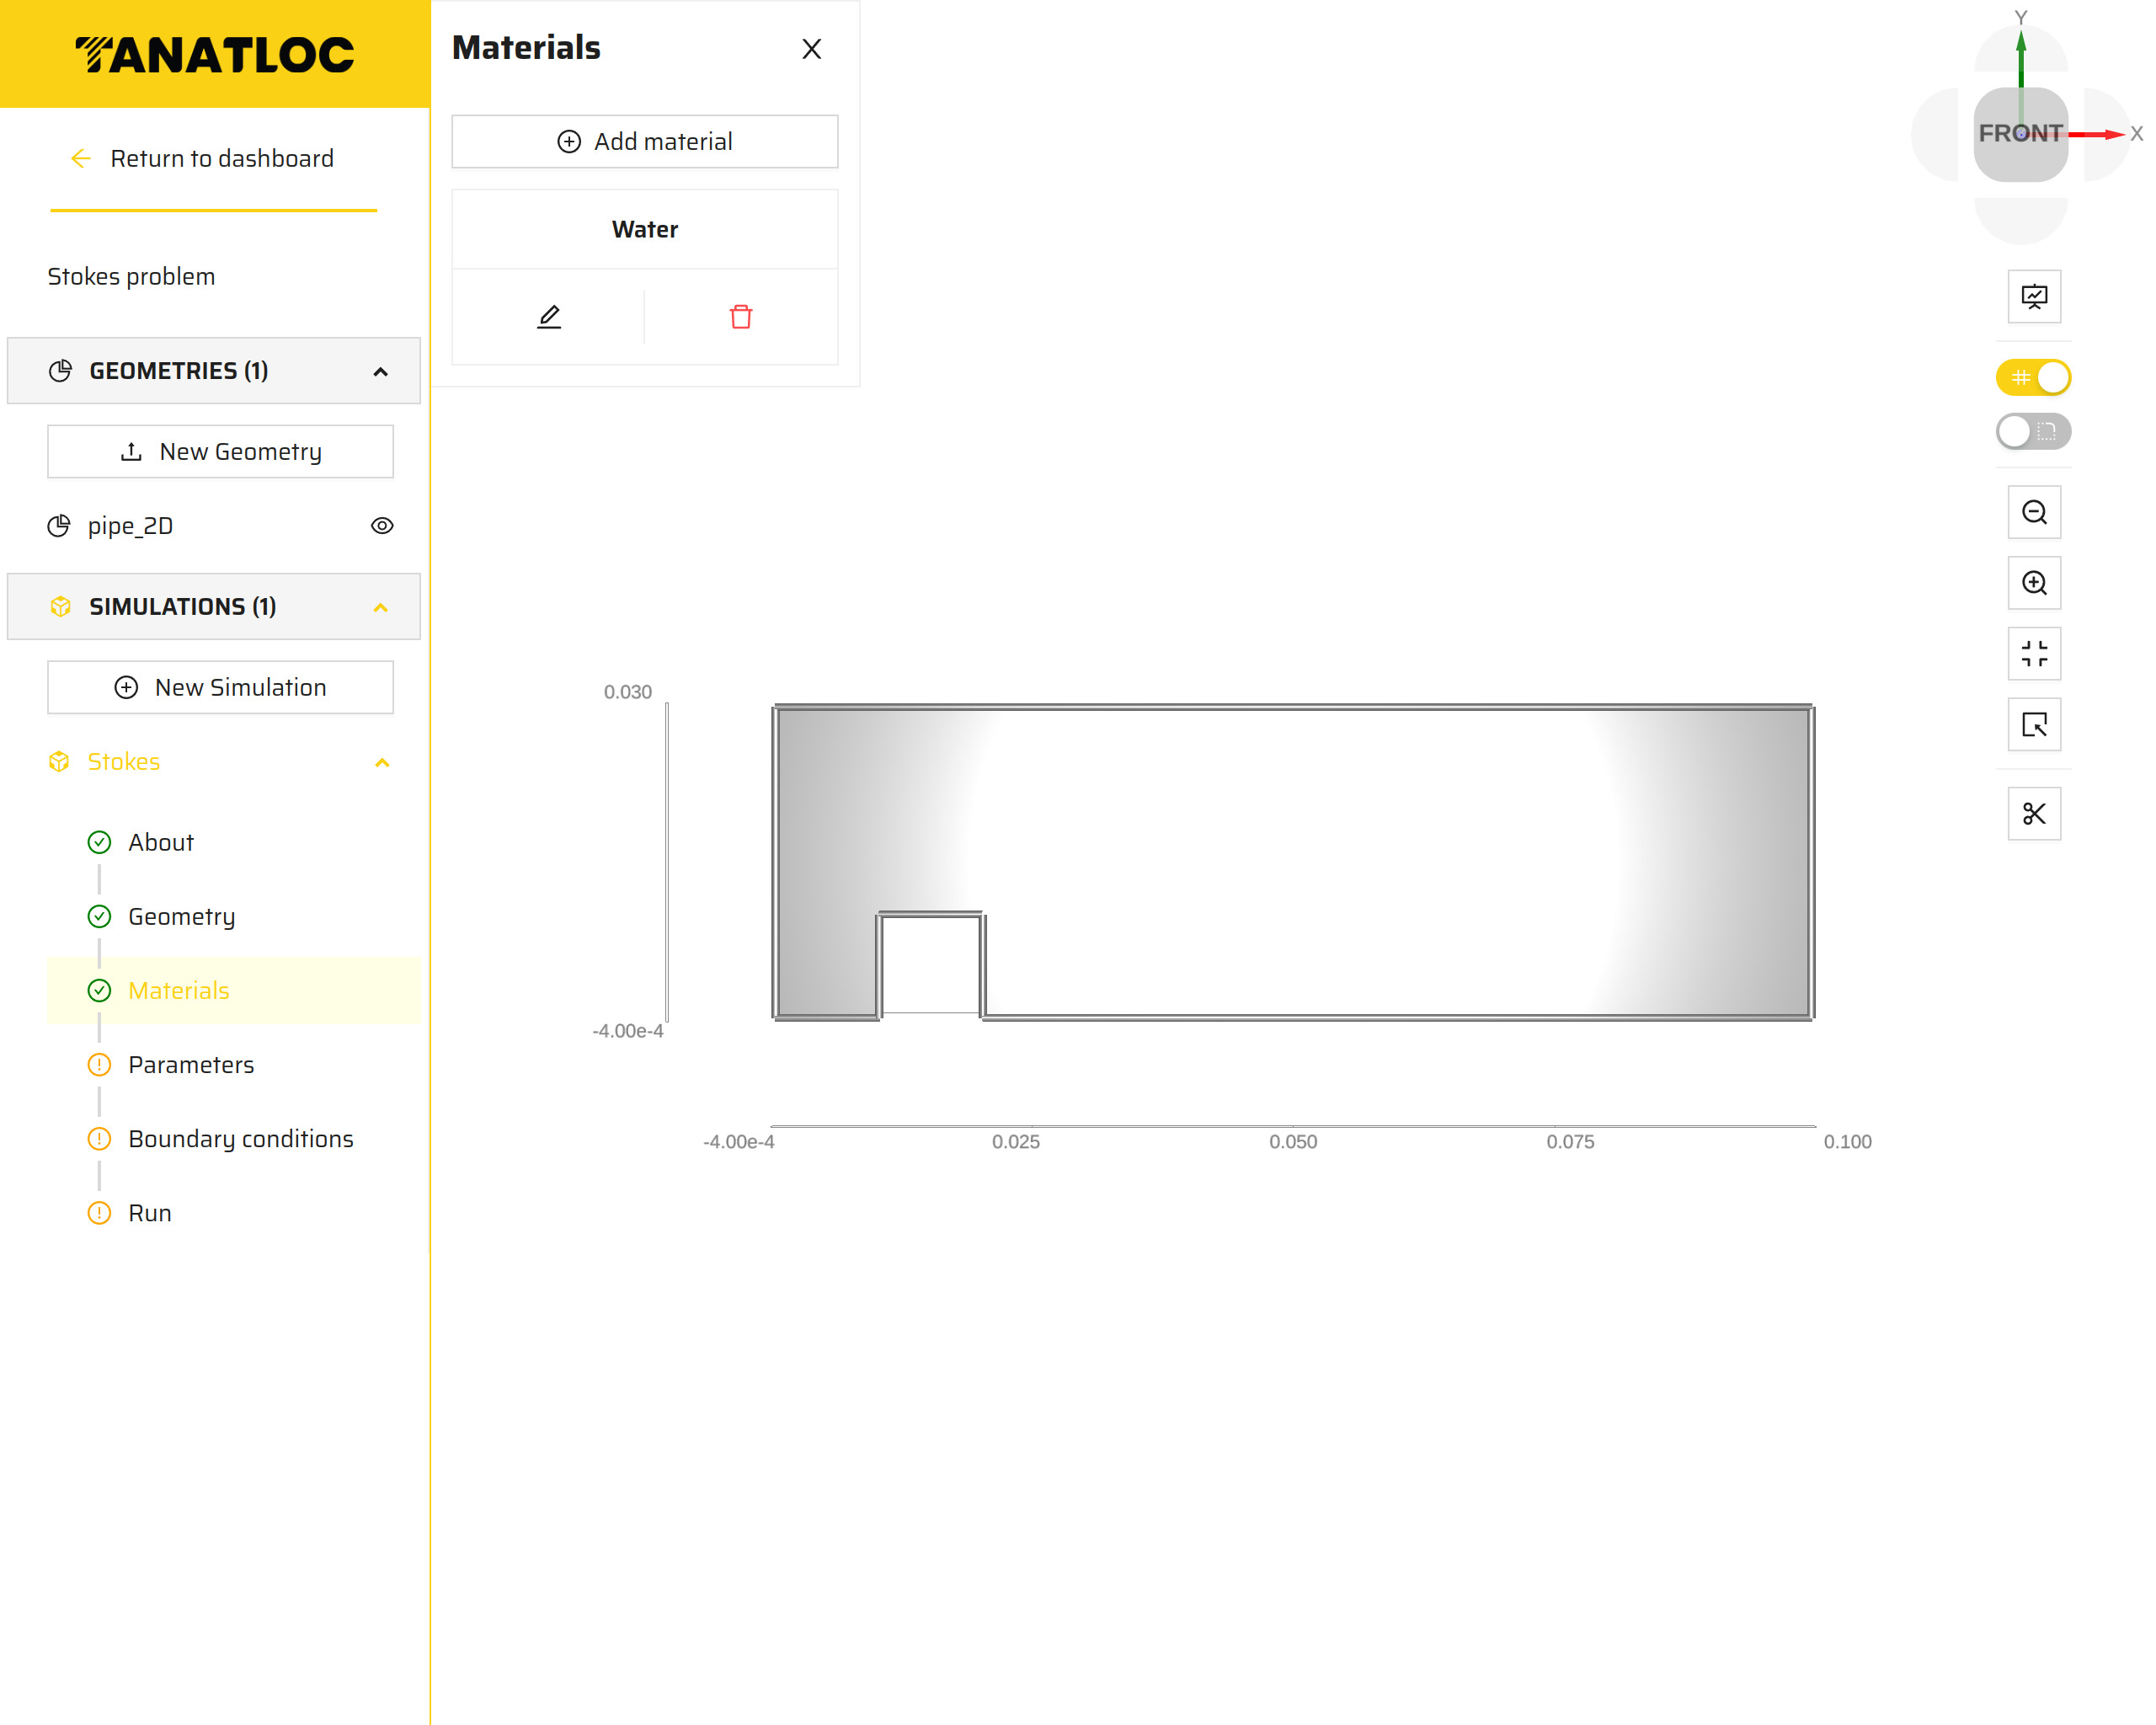 TANATLOC
Return to dashboard
Stokes problem
GEOMETRIES (1)
New Geometry
pipe_2D
SIMULATIONS (1)
New Simulation
Stokes
About
Geometry
Materials
Parameters
Boundary conditions
Run
Materials
Add material
Water
0.030
-4.00e-4
-4.00e-4
0.025
0.050
0.075
0.100
Y
FRONT
X